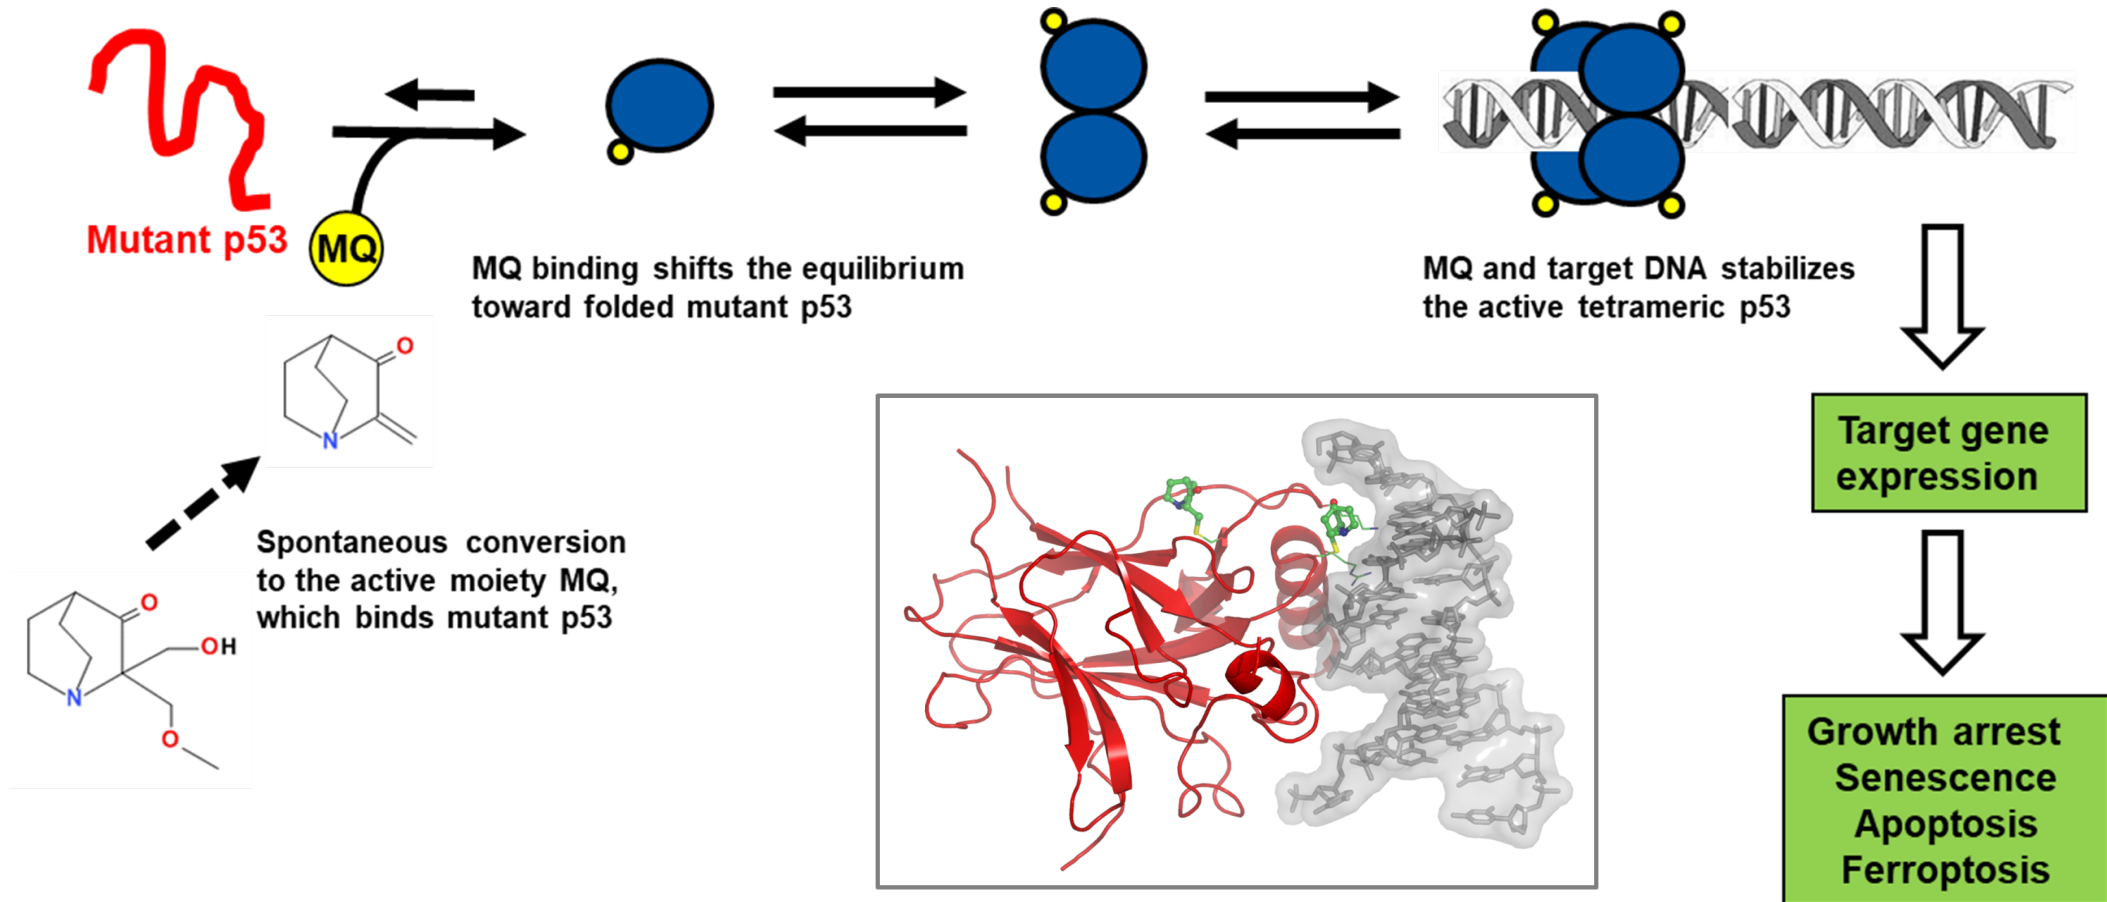 Mutant p53
MQ
MQ binding shifts the equilibrium
toward folded mutant p53
MQ and target DNA stabilizes
the active tetrameric p53
O
N
Spontaneous conversion
to the active moiety MQ,
which binds mutant p53
O
OH
N
O
Target gene
expression
Growth arrest
Senescence
Apoptosis
Ferroptosis